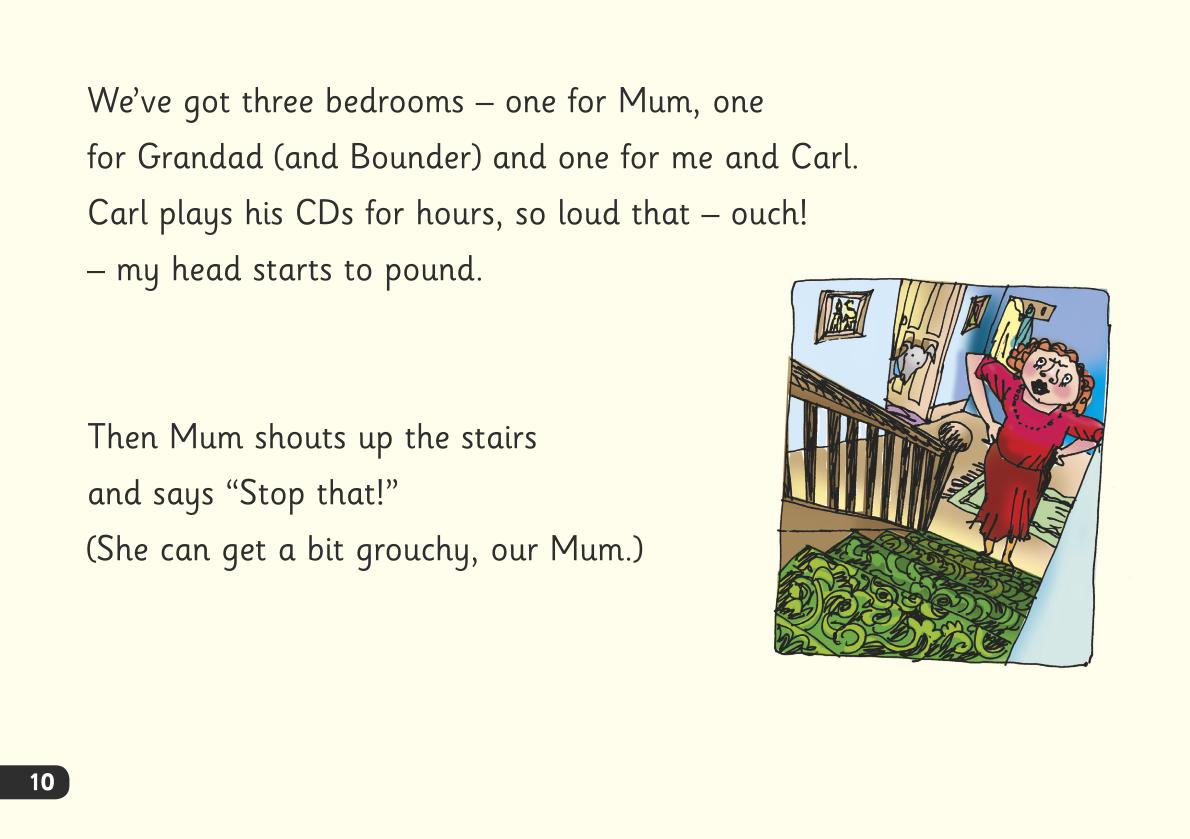 We've got three bedrooms – one for Mum, one
for Grandad (and Bounder) and one for me and Carl.
Carl plays his CDs for hours, so loud that – ouch!
– my head starts to pound.
Then Mum shouts up the stairs
and says “Stop that!”
(She can get a bit grouchy, our Mum.)
10